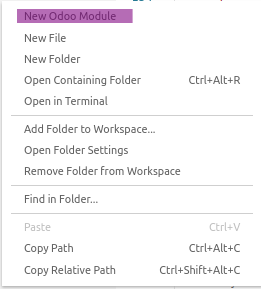 New Odoo Module
New File
New Folder
Open Containing Folder Ctrl+Alt+R
Open in Terminal
Add Folder to Workspace...
Open Folder Settings
Remove Folder from Workspace
Find in Folder...
Paste Ctrl+V
Copy Path Ctrl+Alt+C
Copy Relative Path Ctrl+Shift+Alt+C